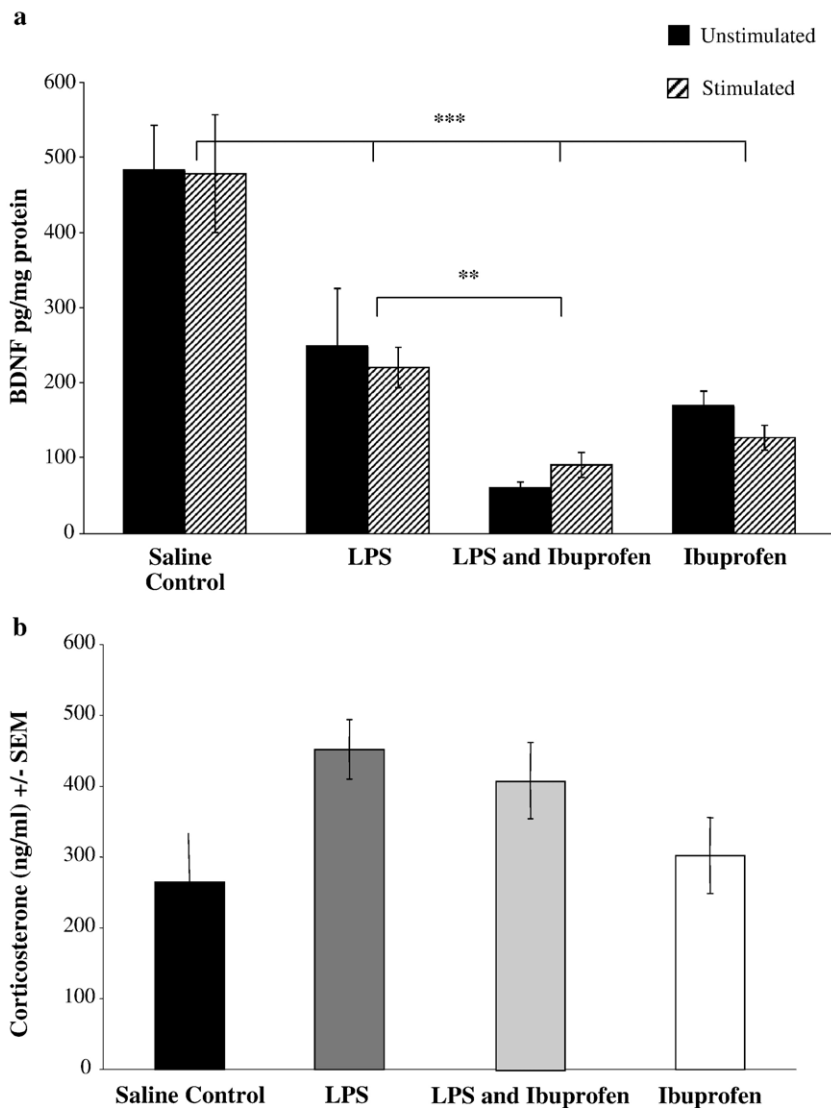 a
Unstimulated
Stimulated
BDNF pg/mg protein
600
500
400
300
200
100
0
***
**
Saline
Control
LPS
LPS and Ibuprofen
Ibuprofen
b
Corticosterone (ng/ml) +/- SEM
600
500
400
300
200
100
0
Saline Control
LPS
LPS and Ibuprofen
Ibuprofen